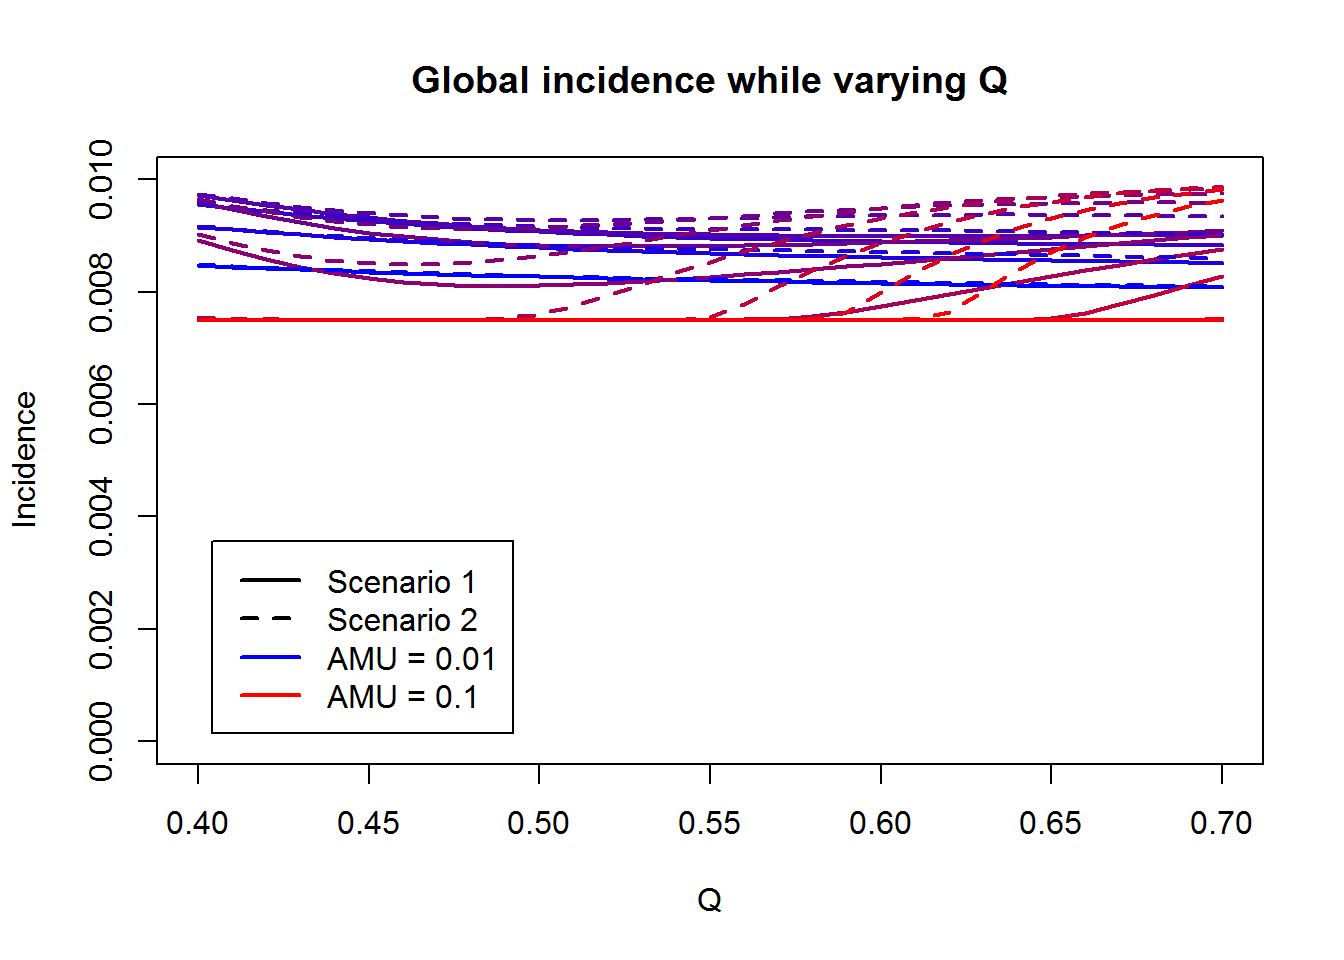 Global incidence while varying Q
Incidence
0.010
0.008
0.006
0.004
0.002
0.000
Scenario 1
Scenario 2
AMU = 0.01
AMU = 0.1
0.40 0.45 0.50 0.55 0.60 0.65 0.70
Q